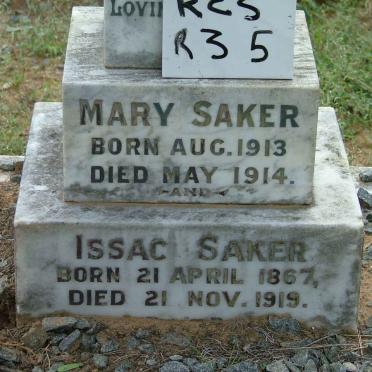 LOVIN
RCS
R35
MARY SAKER
BORN AUG. 1913
DIED MAY 1914.
AND
ISSAC SAKER
BORN 21 APRIL 1867,
DIED 21 NOV. 1919.